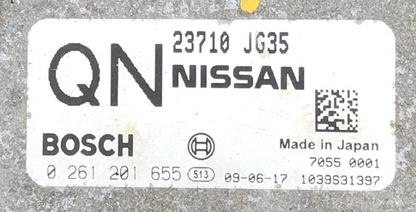 QN 23710 JG35
NISSAN
BOSCH
Made in Japan
7055 0001
0 261 201 655 513 09-06-17 1039S31397